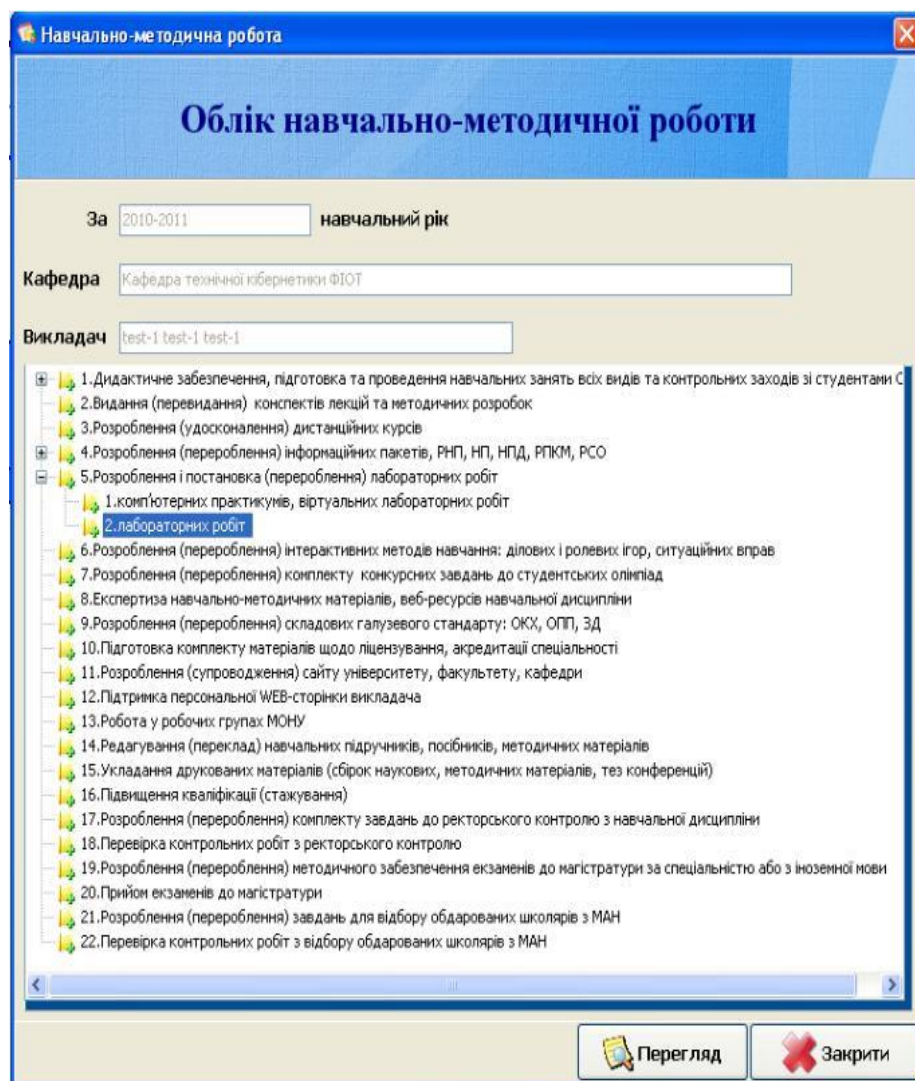 Навчально-методична робота
Облік навчально-методичної роботи
За 2010-2011 навчальний рік
Кафедра Кафедра технічної кібернетики ФІОТ
Викладач test-1 test-1 test-1
1.Дидактичне забезпечення, підготовка та проведення навчальних занять всіх видів та контрольних заходів зі студентами С
2.Видання (перевидання) конспектів лекцій та методичних розробок
3.Розроблення (удосконалення) дистанційних курсів
4.Розроблення (перероблення) інформаційних пакетів, РНП, НП, НПД, РПКМ, РСО
5.Розроблення і постановка (перероблення) лабораторних робіт
1.комп'ютерних практикумів, віртуальних лабораторних робіт
2.лабораторних робіт
6.Розроблення (перероблення) інтерактивних методів навчання: ділових і ролевих ігор, ситуаційних вправ
7.Розроблення (перероблення) комплекту конкурсних завдань до студентських олімпіад
8.Експертиза навчально-методичних матеріалів, веб-ресурсів навчальної дисципліни
9.Розроблення (перероблення) складових галузевого стандарту: ОКХ, ОПП, ЗД
10.Підготовка комплекту матеріалів щодо ліцензування, акредитації спеціальності
11.Розроблення (супроводження) сайту університету, факультету, кафедри
12.Підтримка персональної WEB-сторінки викладача
13.Робота у робочих групах МОНУ
14.Редагування (переклад) навчальних підручників, посібників, методичних матеріалів
15.Укладання друкованих матеріалів (сбірок наукових, методичних матеріалів, тез конференцій)
16.Підвищення кваліфікації (стажування)
17.Розроблення (перероблення) комплекту завдань до ректорського контролю з навчальної дисципліни
18.Перевірка контрольних робіт з ректорського контролю
19.Розроблення (перероблення) методичного забезпечення екзаменів до магістратури за спеціальністю або з іноземної мови
20.Прийом екзаменів до магістратури
21.Розроблення (перероблення) завдань для відбору обдарованих школярів з МАН
22.Перевірка контрольних робіт з відбору обдарованих школярів з МАН
Перегляд Закрити